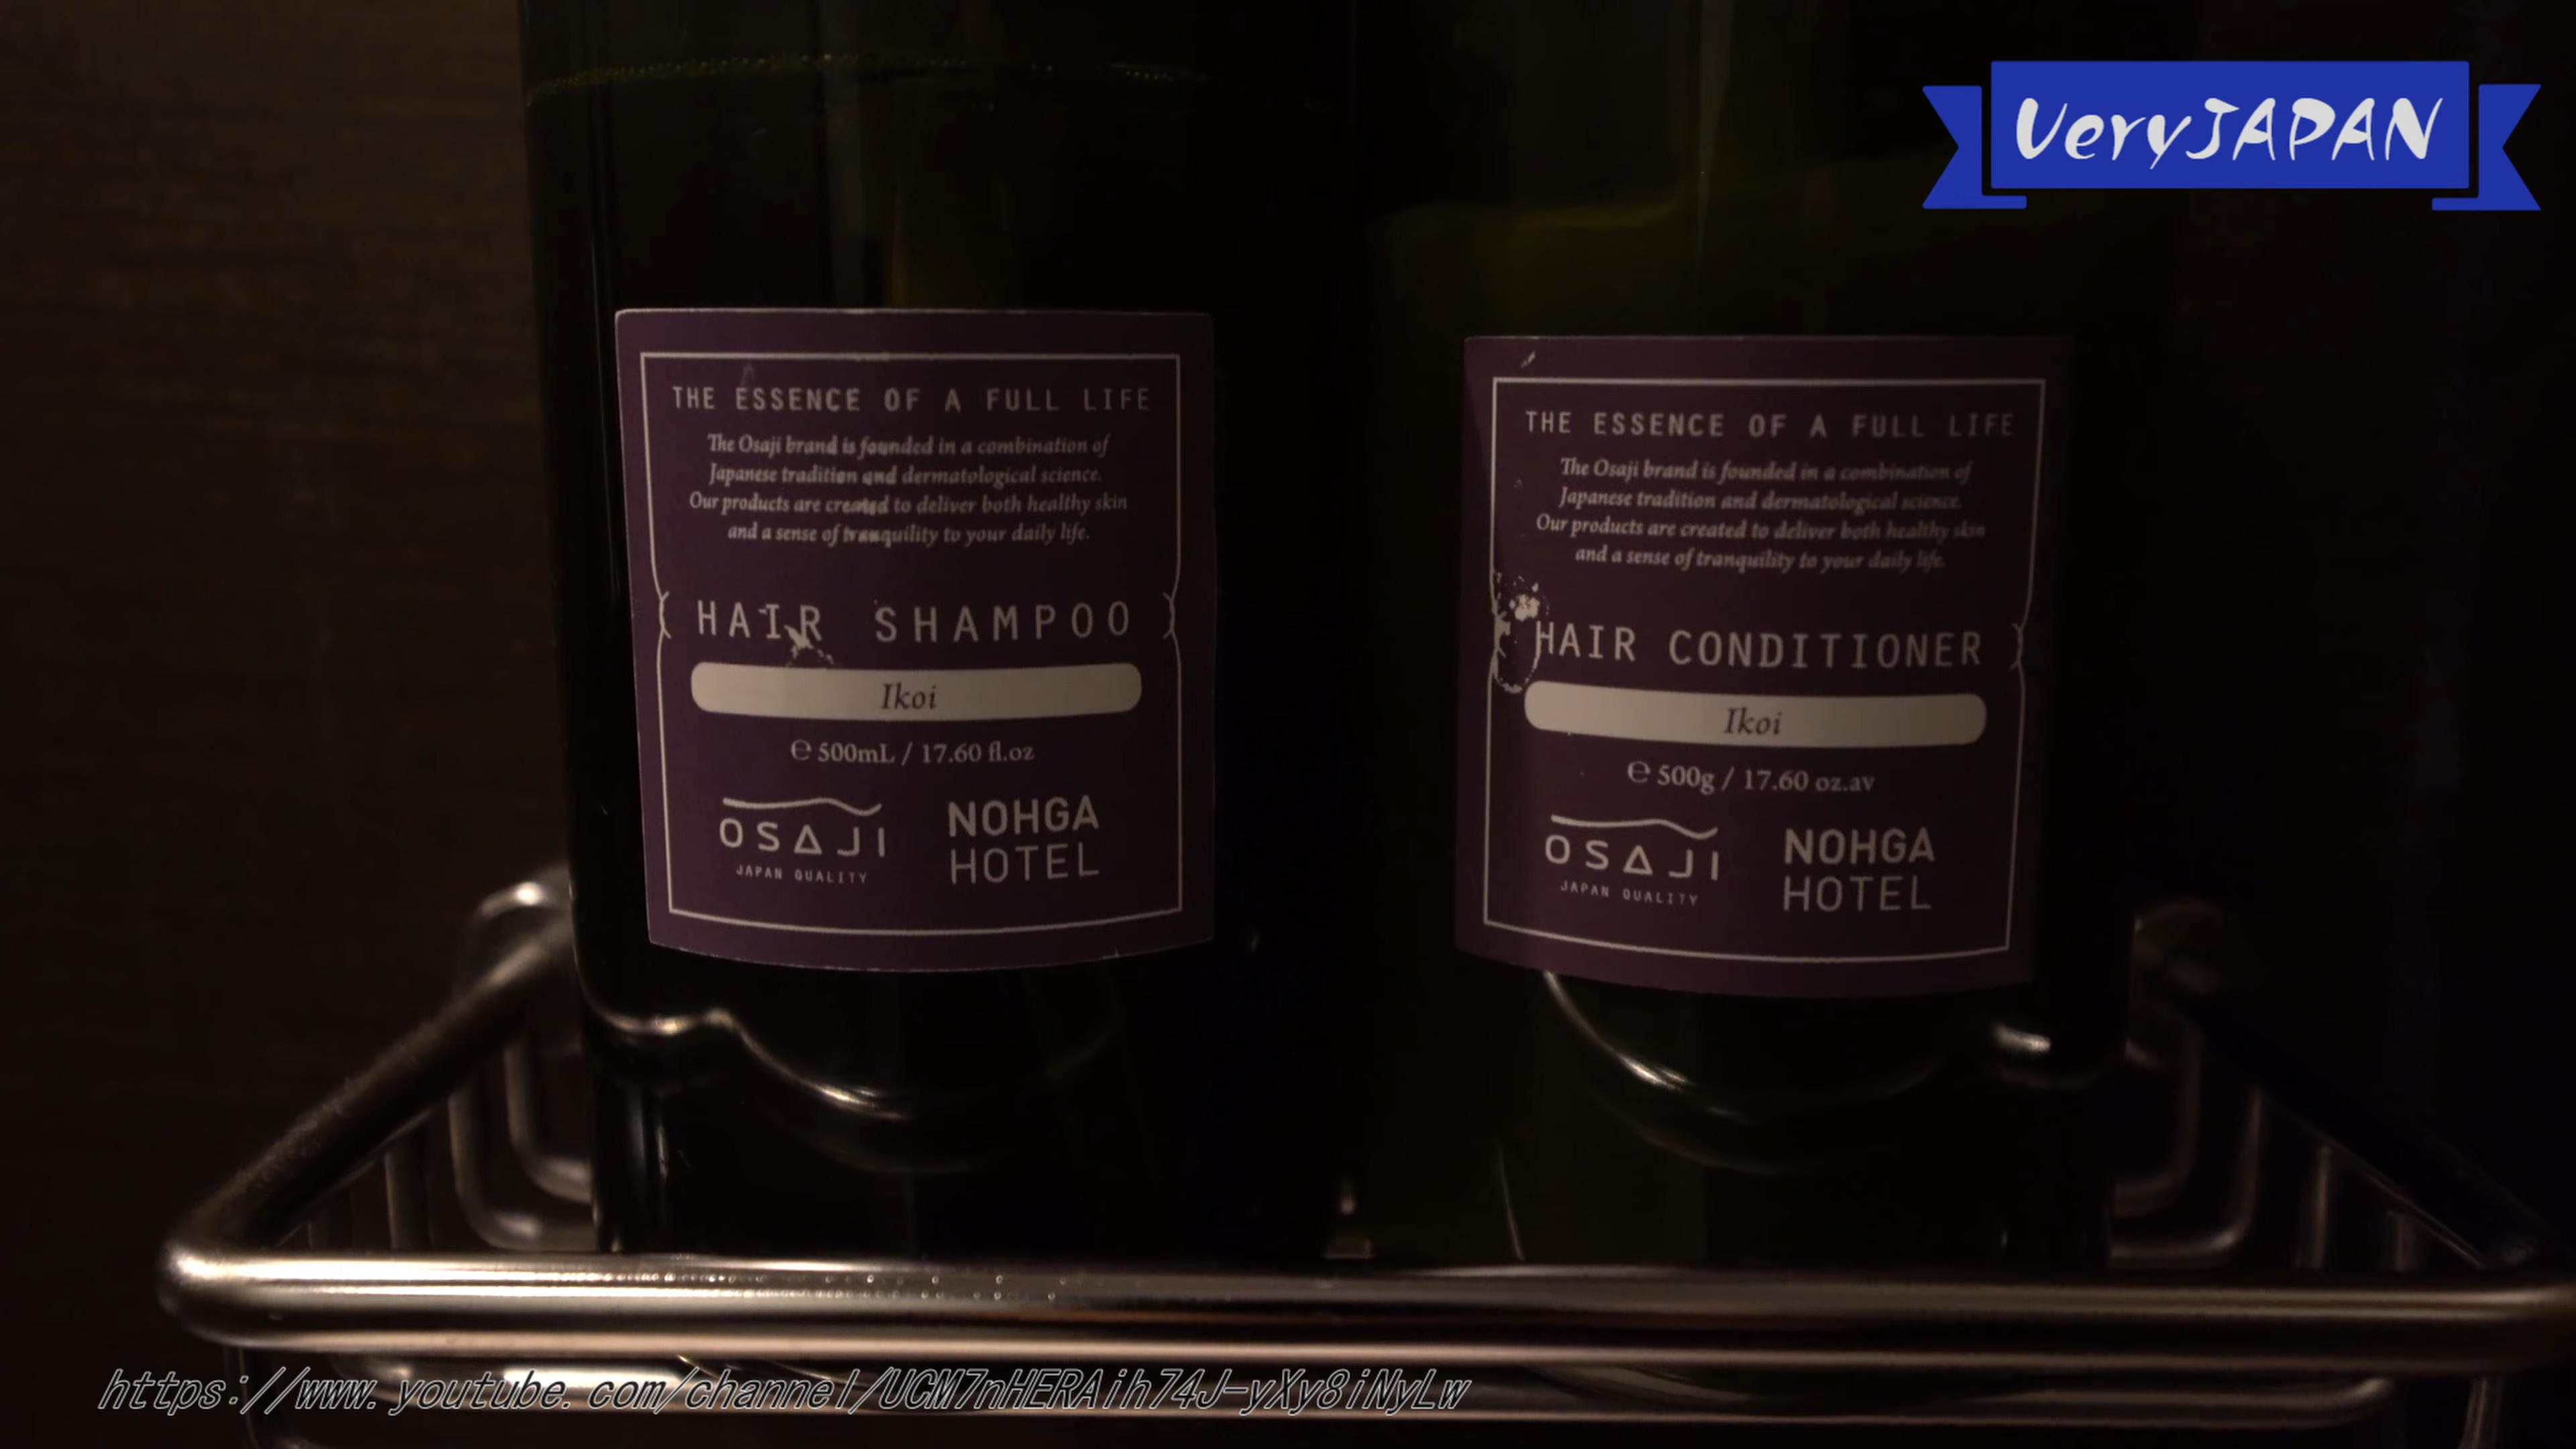 VeryJAPAN
THE ESSENCE OF A FULL LIFE
The Osaji brand is founded in a combination of
Japanese tradition and dermatological science.
Our products are created to deliver both healthy skin
and a sense of tranquility to your daily life.
HAIR SHAMPOO
Ikoi
℮ 500mL / 17.60 fl.oz
OSAJI
JAPAN QUALITY
NOHGA
HOTEL
THE ESSENCE OF A FULL LIFE
The Osaji brand is founded in a combination of
Japanese tradition and dermatological science.
Our products are created to deliver both healthy skin
and a sense of tranquility to your daily life.
HAIR CONDITIONER
Ikoi
℮ 500g / 17.60 oz.av
OSAJI
JAPAN QUALITY
NOHGA
HOTEL
https://www.youtube.com/channel/UCM7nHERAih74J-yXy8iNyLw